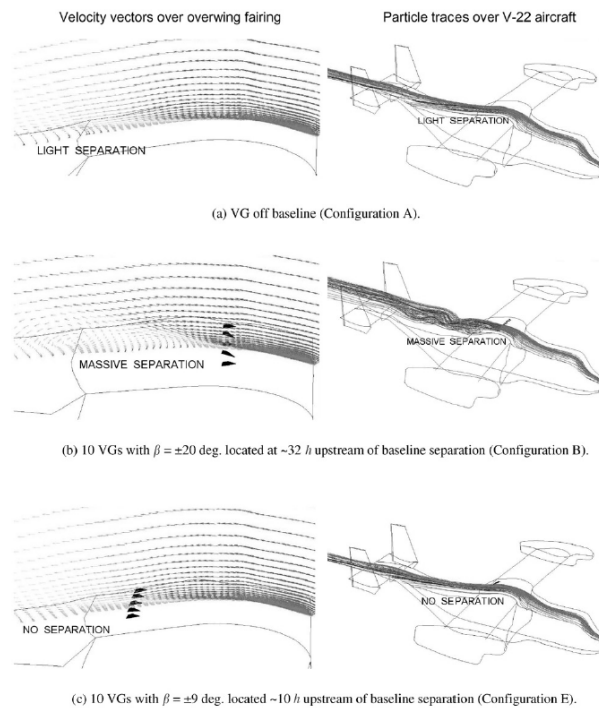 Velocity vectors over overwing fairing
Particle traces over V-22 aircraft
LIGHT SEPARATION
LIGHT SEPARATION
(a) VG off baseline (Configuration A).
MASSIVE SEPARATION
MASSIVE SEPARATION
(b) 10 VGs with β = ±20 deg. located at ~32 h upstream of baseline separation (Configuration B).
NO SEPARATION
NO SEPARATION
(c) 10 VGs with β = ±9 deg. located ~10 h upstream of baseline separation (Configuration E).